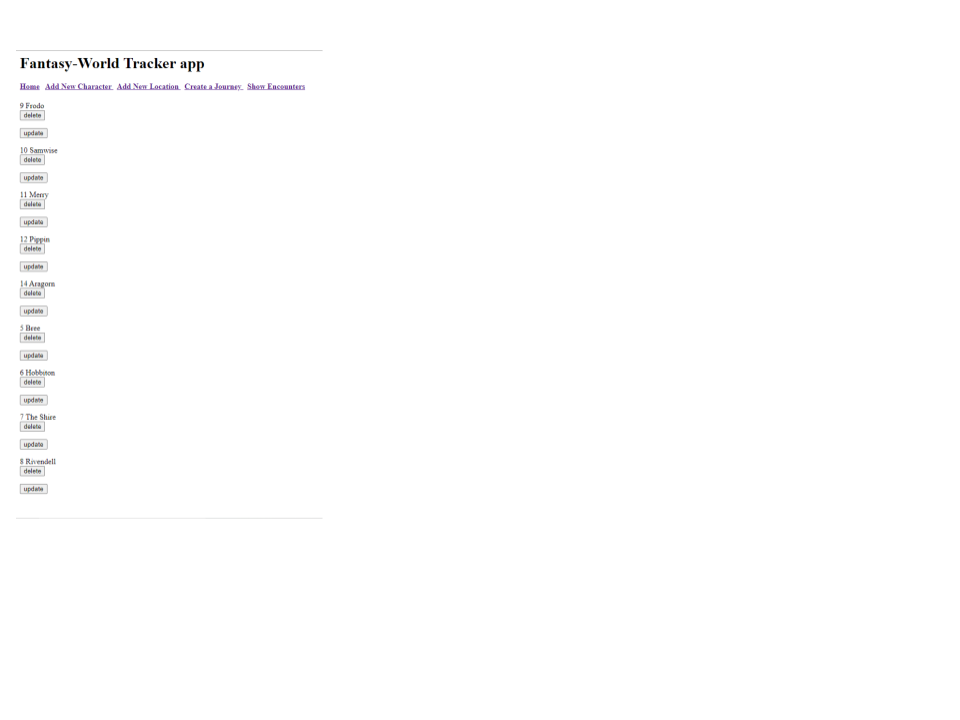 Fantasy-World Tracker app
Home Add New Character Add New Location Create a Journey Show Encounters
9 Frodo
delete
update
10 Samwise
delete
update
11 Merry
delete
update
12 Pippin
delete
update
14 Aragorn
delete
update
5 Bree
delete
update
6 Hobbiton
delete
update
7 The Shire
delete
update
8 Rivendell
delete
update